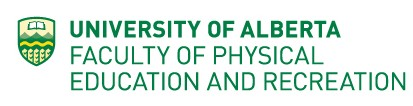 UNIVERSITY OF ALBERTA
FACULTY OF PHYSICAL
EDUCATION AND RECREATION